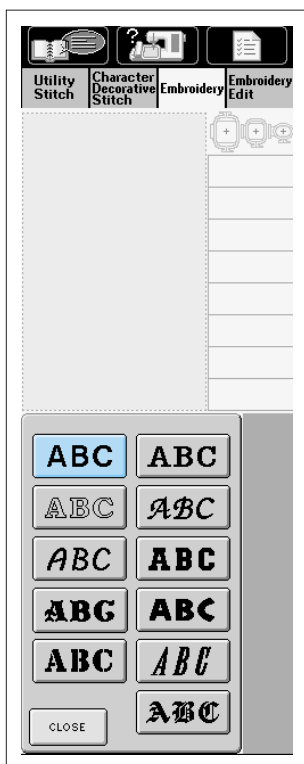 ?
Utility Stitch
Character Decorative Stitch
Embroidery
Embroidery Edit
ABC ABC
ABC ABC
ABC ABC
ABC ABC
ABC ABC
ABC
CLOSE